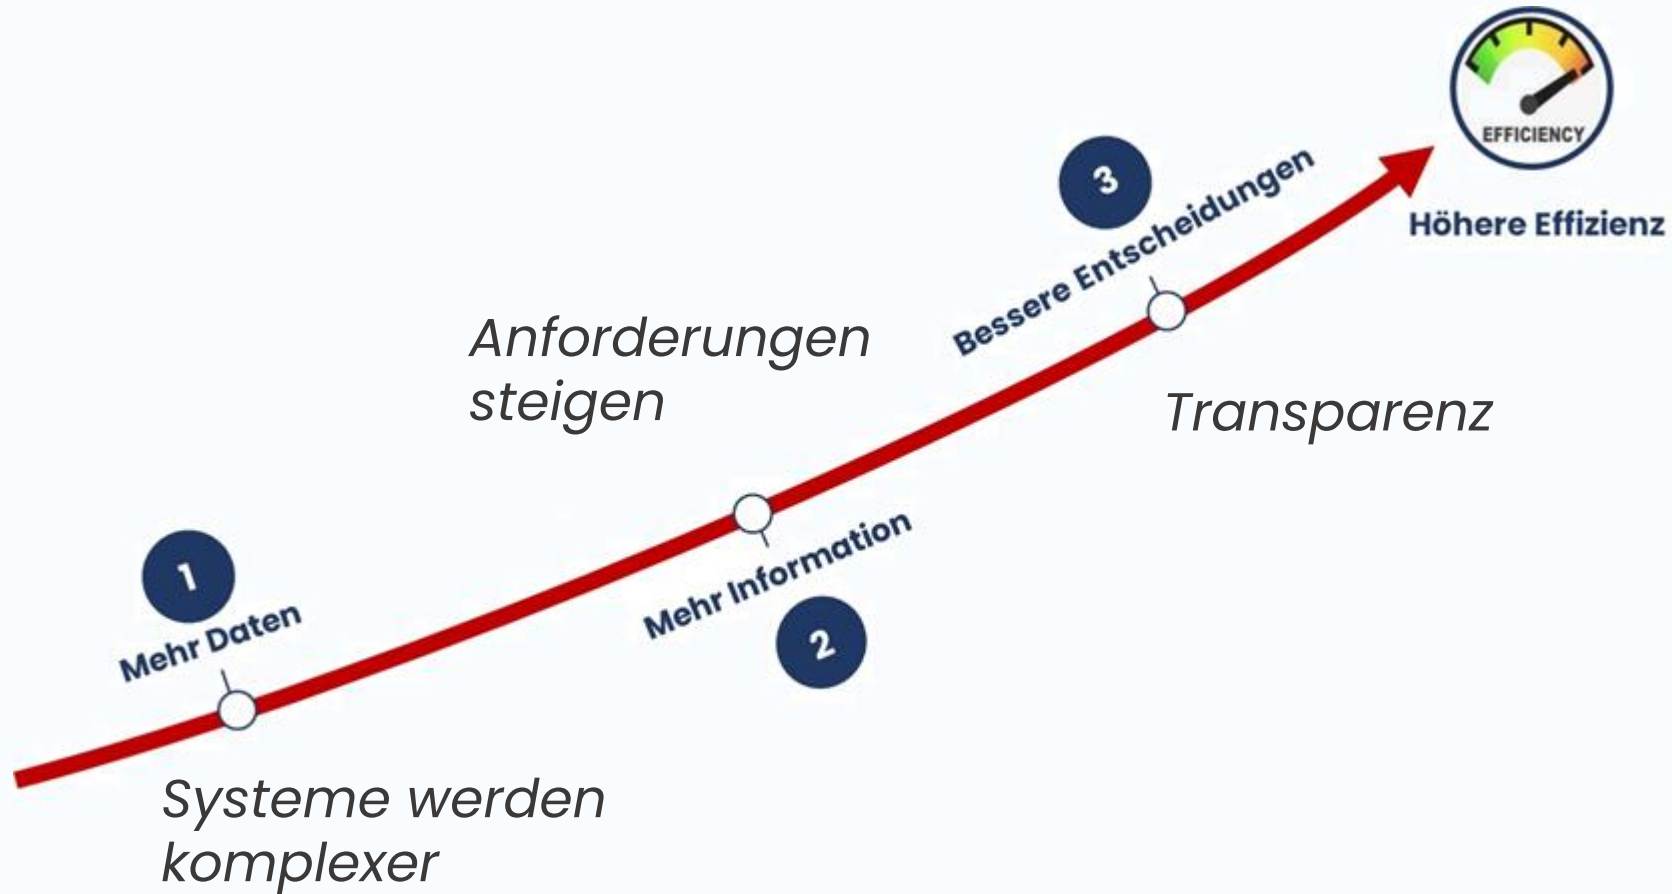 EFFICIENCY
Höhere Effizienz
3
Bessere Entscheidungen
Anforderungen
steigen
Transparenz
Mehr Information
2
1
Mehr Daten
Systeme werden
komplexer